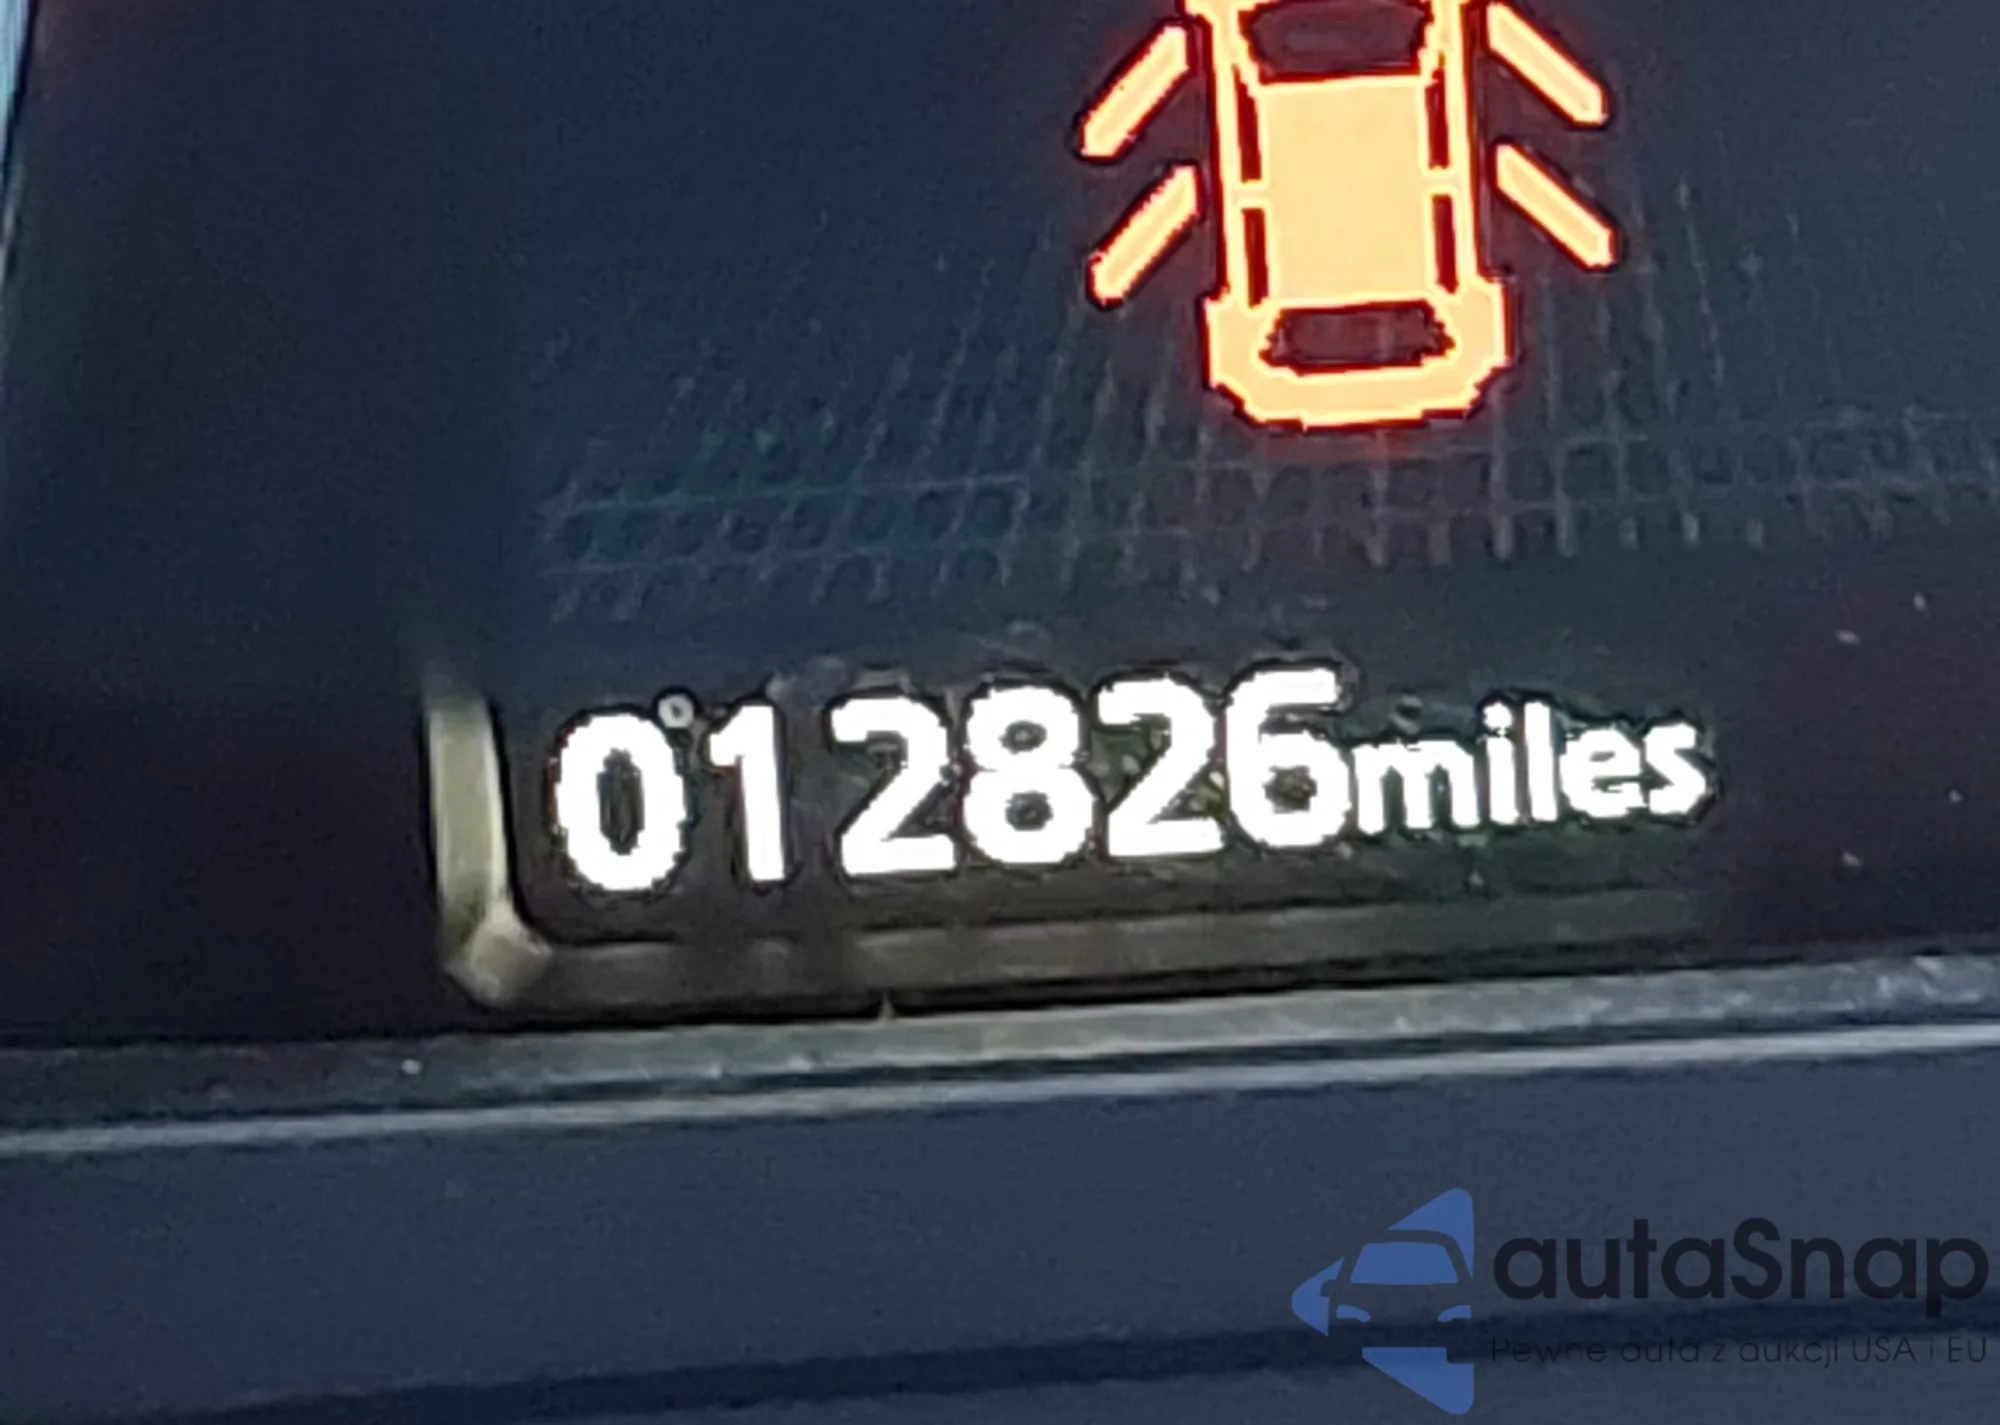 012826miles
autaSnap
Pewne auta z aukcji USA i EU